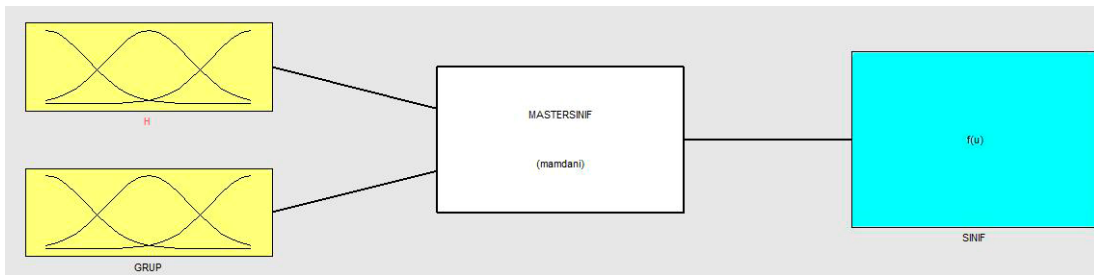 H
GRUP
MASTERSINIF
(mamdani)
f(u)
SINIF